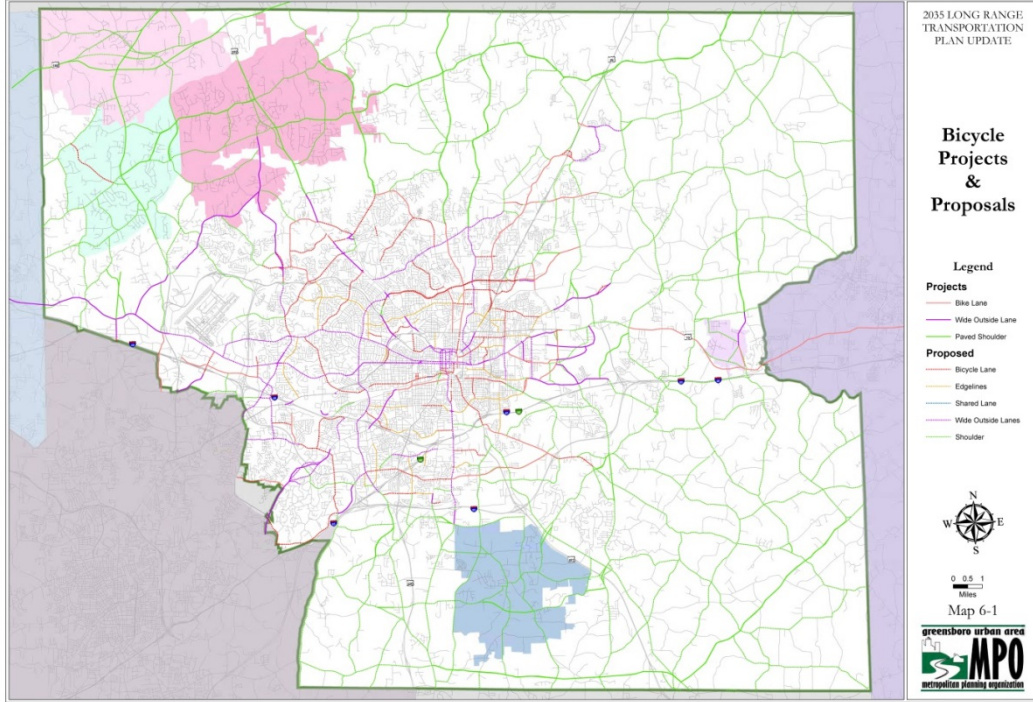 2035 LONG RANGE
TRANSPORTATION
PLAN UPDATE
Bicycle
Projects
&
Proposals
Legend
Projects
Bike Lane
Wide Outside Lane
Paved Shoulder
Proposed
Bicycle Lane
Edgelines
Shared Lane
Wide Outside Lanes
Shoulder
N
W E
S
0 0.5 1
Miles
Map 6-1
greensboro urban area
MPO
metropolitan planning organization